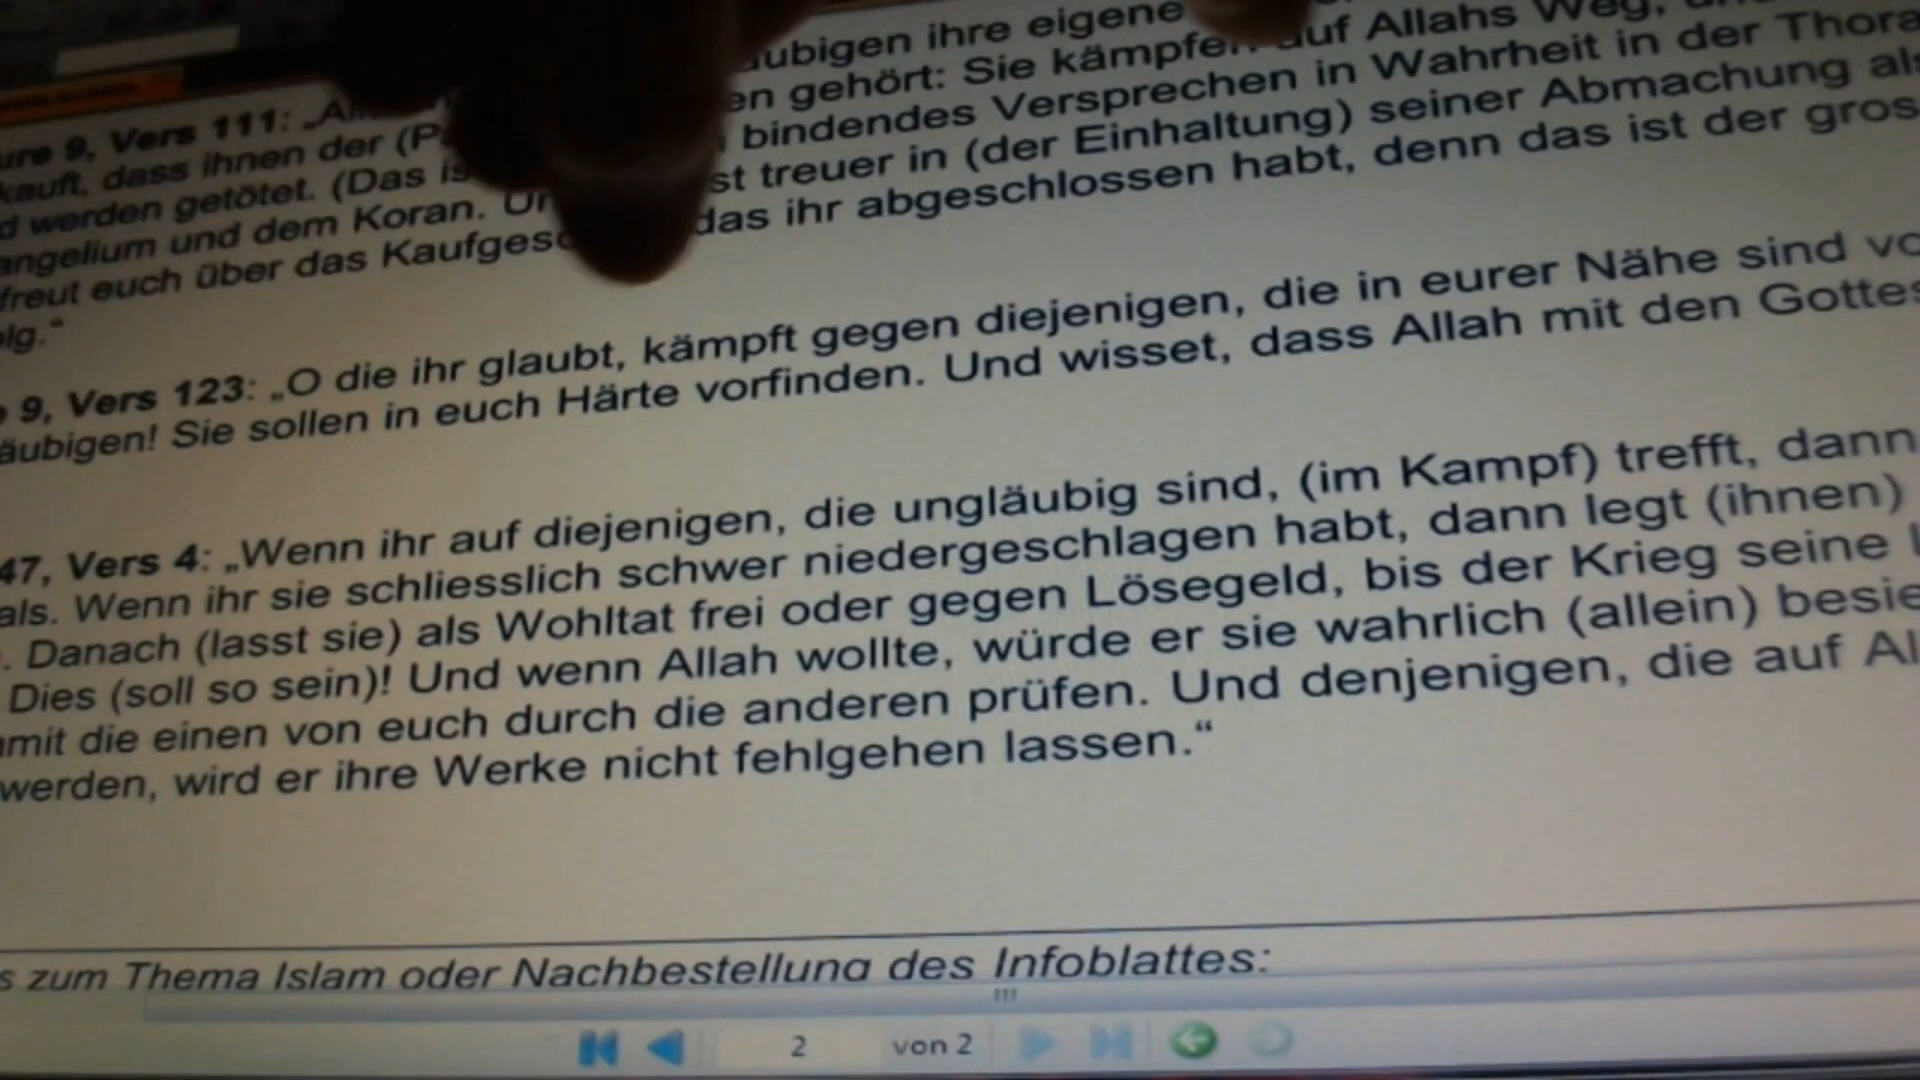 ubigen ihre eigene
ure 9, Vers 111: „Al en gehört: Sie kämpfen auf Allahs Weg,
kauft, dass ihnen der (P bindendes Versprechen in Wahrheit in der Thora
d werden getötet. (Das is st treuer in (der Einhaltung) seiner Abmachung als
angelium und dem Koran. Un das ihr abgeschlossen habt, denn das ist der gros
freut euch über das Kaufges
lg.“
9, Vers 123: „O die ihr glaubt, kämpft gegen diejenigen, die in eurer Nähe sind vo
äubigen! Sie sollen in euch Härte vorfinden. Und wisset, dass Allah mit den Gottes
47, Vers 4: „Wenn ihr auf diejenigen, die ungläubig sind, (im Kampf) trefft, dann
als. Wenn ihr sie schliesslich schwer niedergeschlagen habt, dann legt (ihnen)
. Danach (lasst sie) als Wohltat frei oder gegen Lösegeld, bis der Krieg seine
Dies (soll so sein)! Und wenn Allah wollte, würde er sie wahrlich (allein) besie
mit die einen von euch durch die anderen prüfen. Und denjenigen, die auf Al
werden, wird er ihre Werke nicht fehlgehen lassen.“
s zum Thema Islam oder Nachbestellung des Infoblattes:
2 von 2